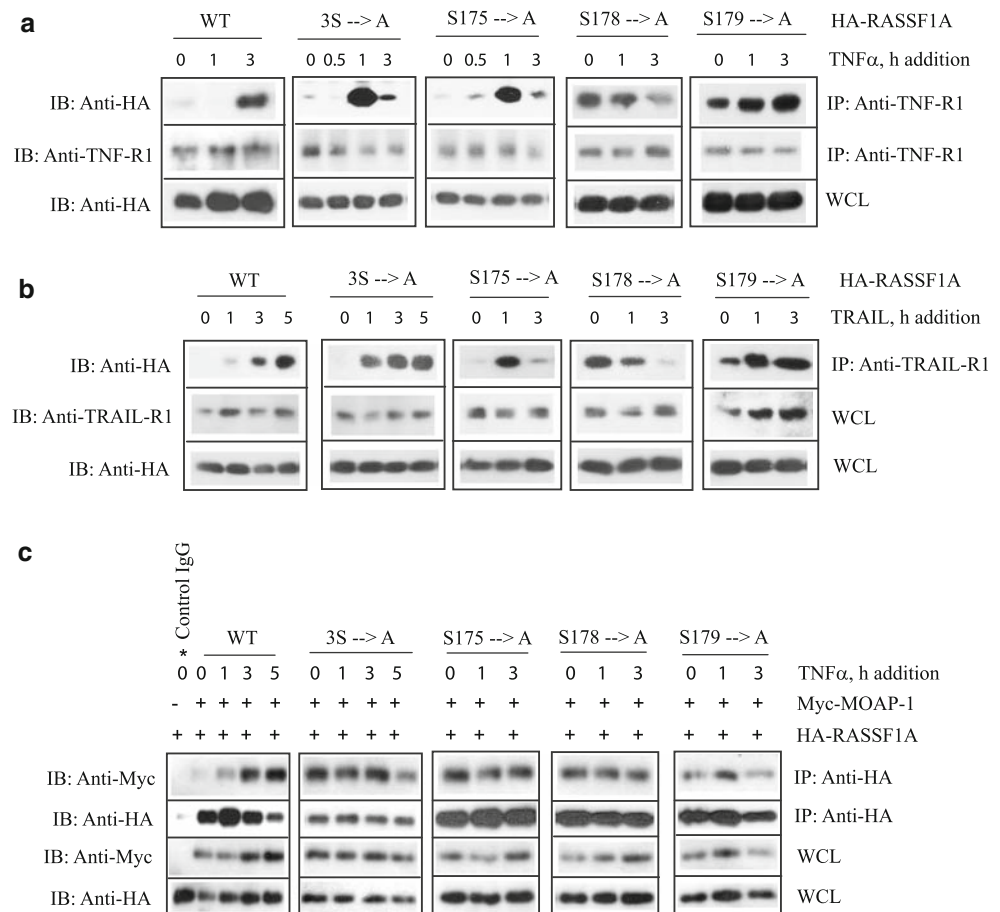 a
WT 3S --> A S175 --> A S178 --> A S179 --> A HA-RASSF1A
0 1 3 0 0.5 1 3 0 0.5 1 3 0 1 3 0 1 3 TNFα, h addition
IB: Anti-HA IP: Anti-TNF-R1
IB: Anti-TNF-R1 IP: Anti-TNF-R1
IB: Anti-HA WCL
b
WT 3S --> A S175 --> A S178 --> A S179 --> A HA-RASSF1A
0 1 3 5 0 1 3 5 0 1 3 0 1 3 0 1 3 TRAIL, h addition
IB: Anti-HA IP: Anti-TRAIL-R1
IB: Anti-TRAIL-R1 WCL
IB: Anti-HA WCL
c
* Control IgG
WT 3S --> A S175 --> A S178 --> A S179 --> A
0 0 1 3 5 0 1 3 5 0 1 3 0 1 3 0 1 3 TNFα, h addition
- + + + + + + + + + + + + + + + + + Myc-MOAP-1
+ + + + + + + + + + + + + + + + + + HA-RASSF1A
IB: Anti-Myc IP: Anti-HA
IB: Anti-HA IP: Anti-HA
IB: Anti-Myc WCL
IB: Anti-HA WCL